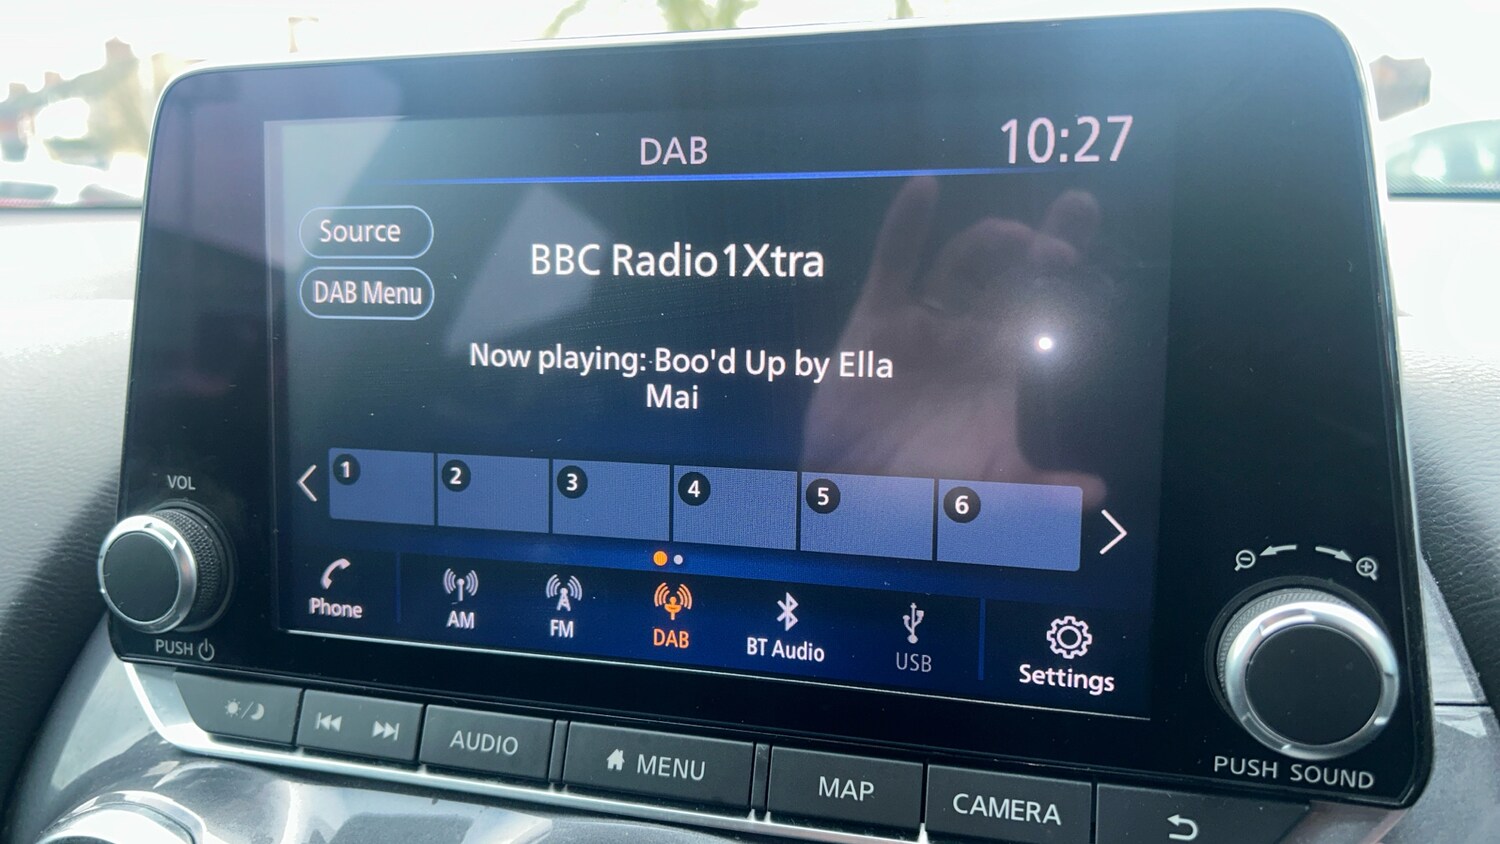 DAB
10:27
Source
BBC Radio1Xtra
DAB Menu
Now playing: Boo'd Up by Ella
Mai
1 2 3 4 5 6
VOL
Phone AM FM DAB BT Audio USB Settings
PUSH
PUSH SOUND
AUDIO MENU MAP CAMERA